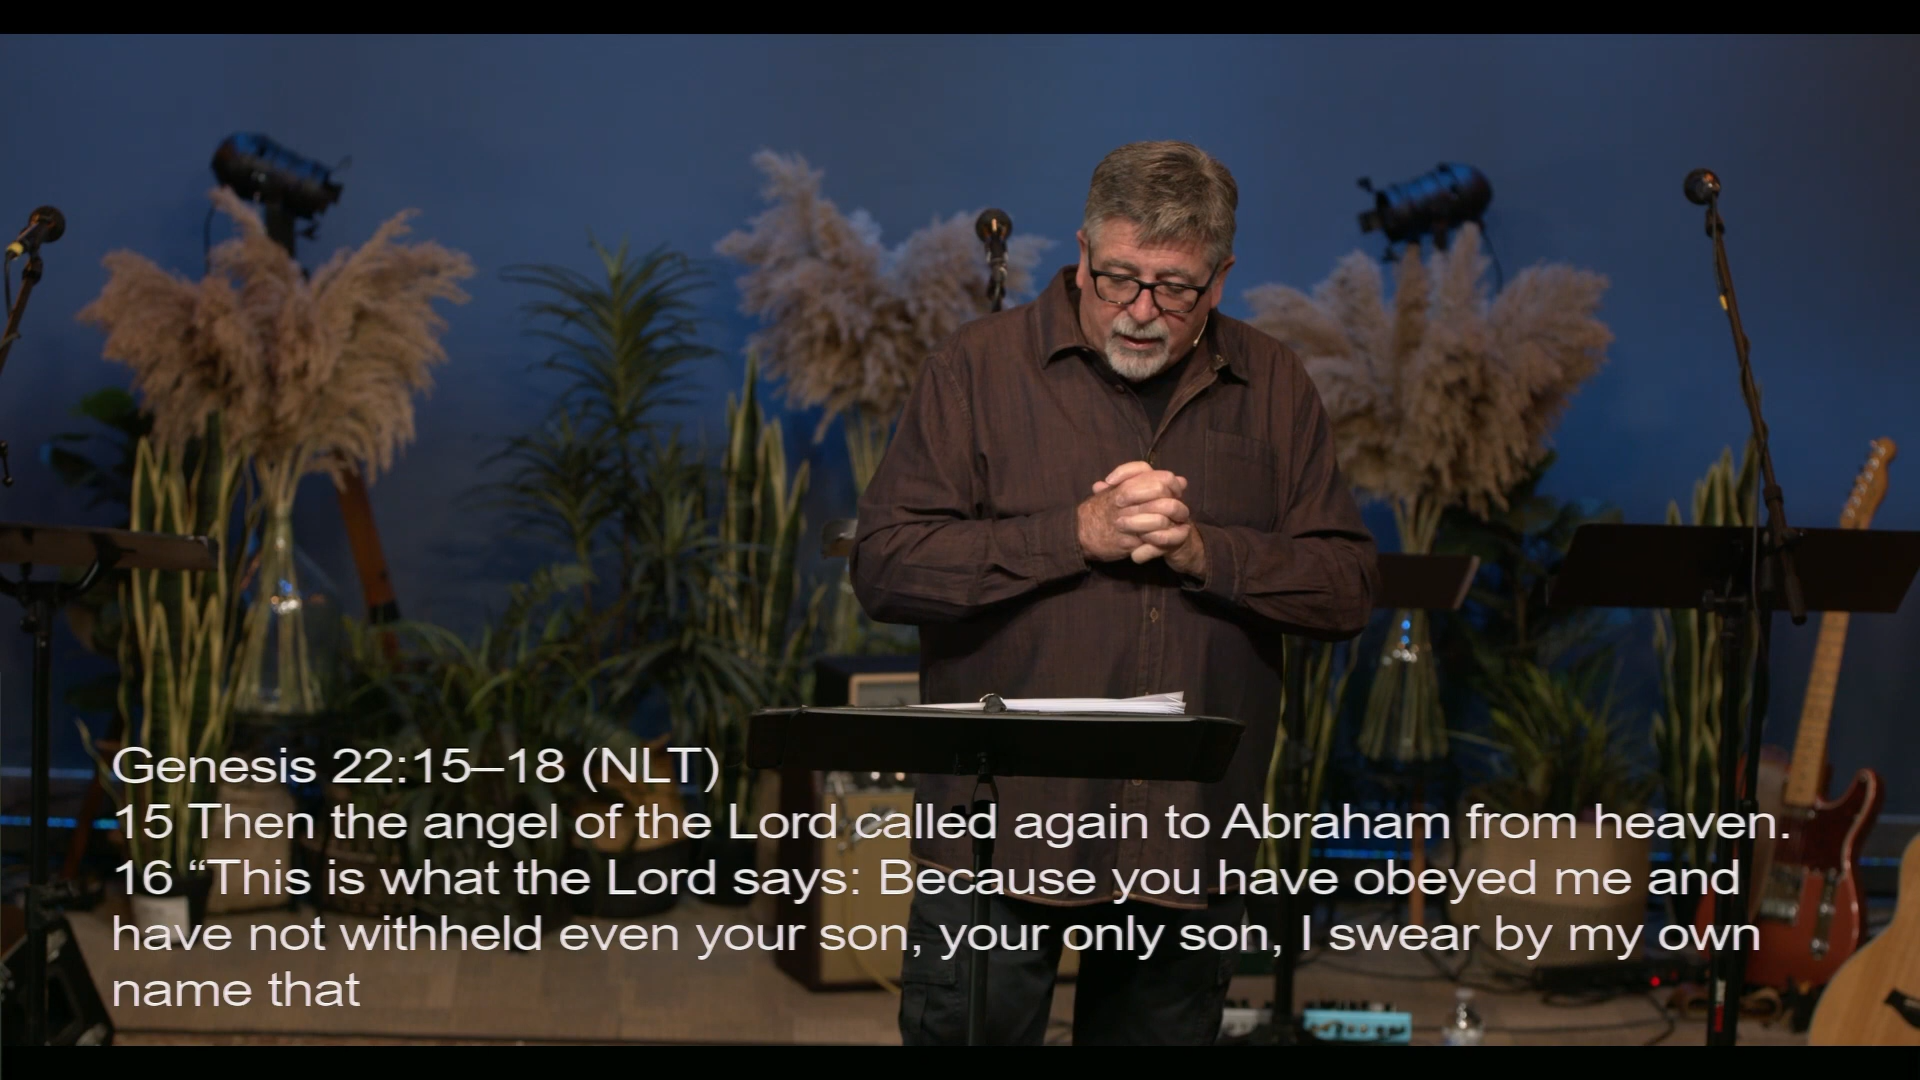 Genesis 22:15–18 (NLT)
15 Then the angel of the Lord called again to Abraham from heaven.
16 “This is what the Lord says: Because you have obeyed me and
have not withheld even your son, your only son, I swear by my own
name that